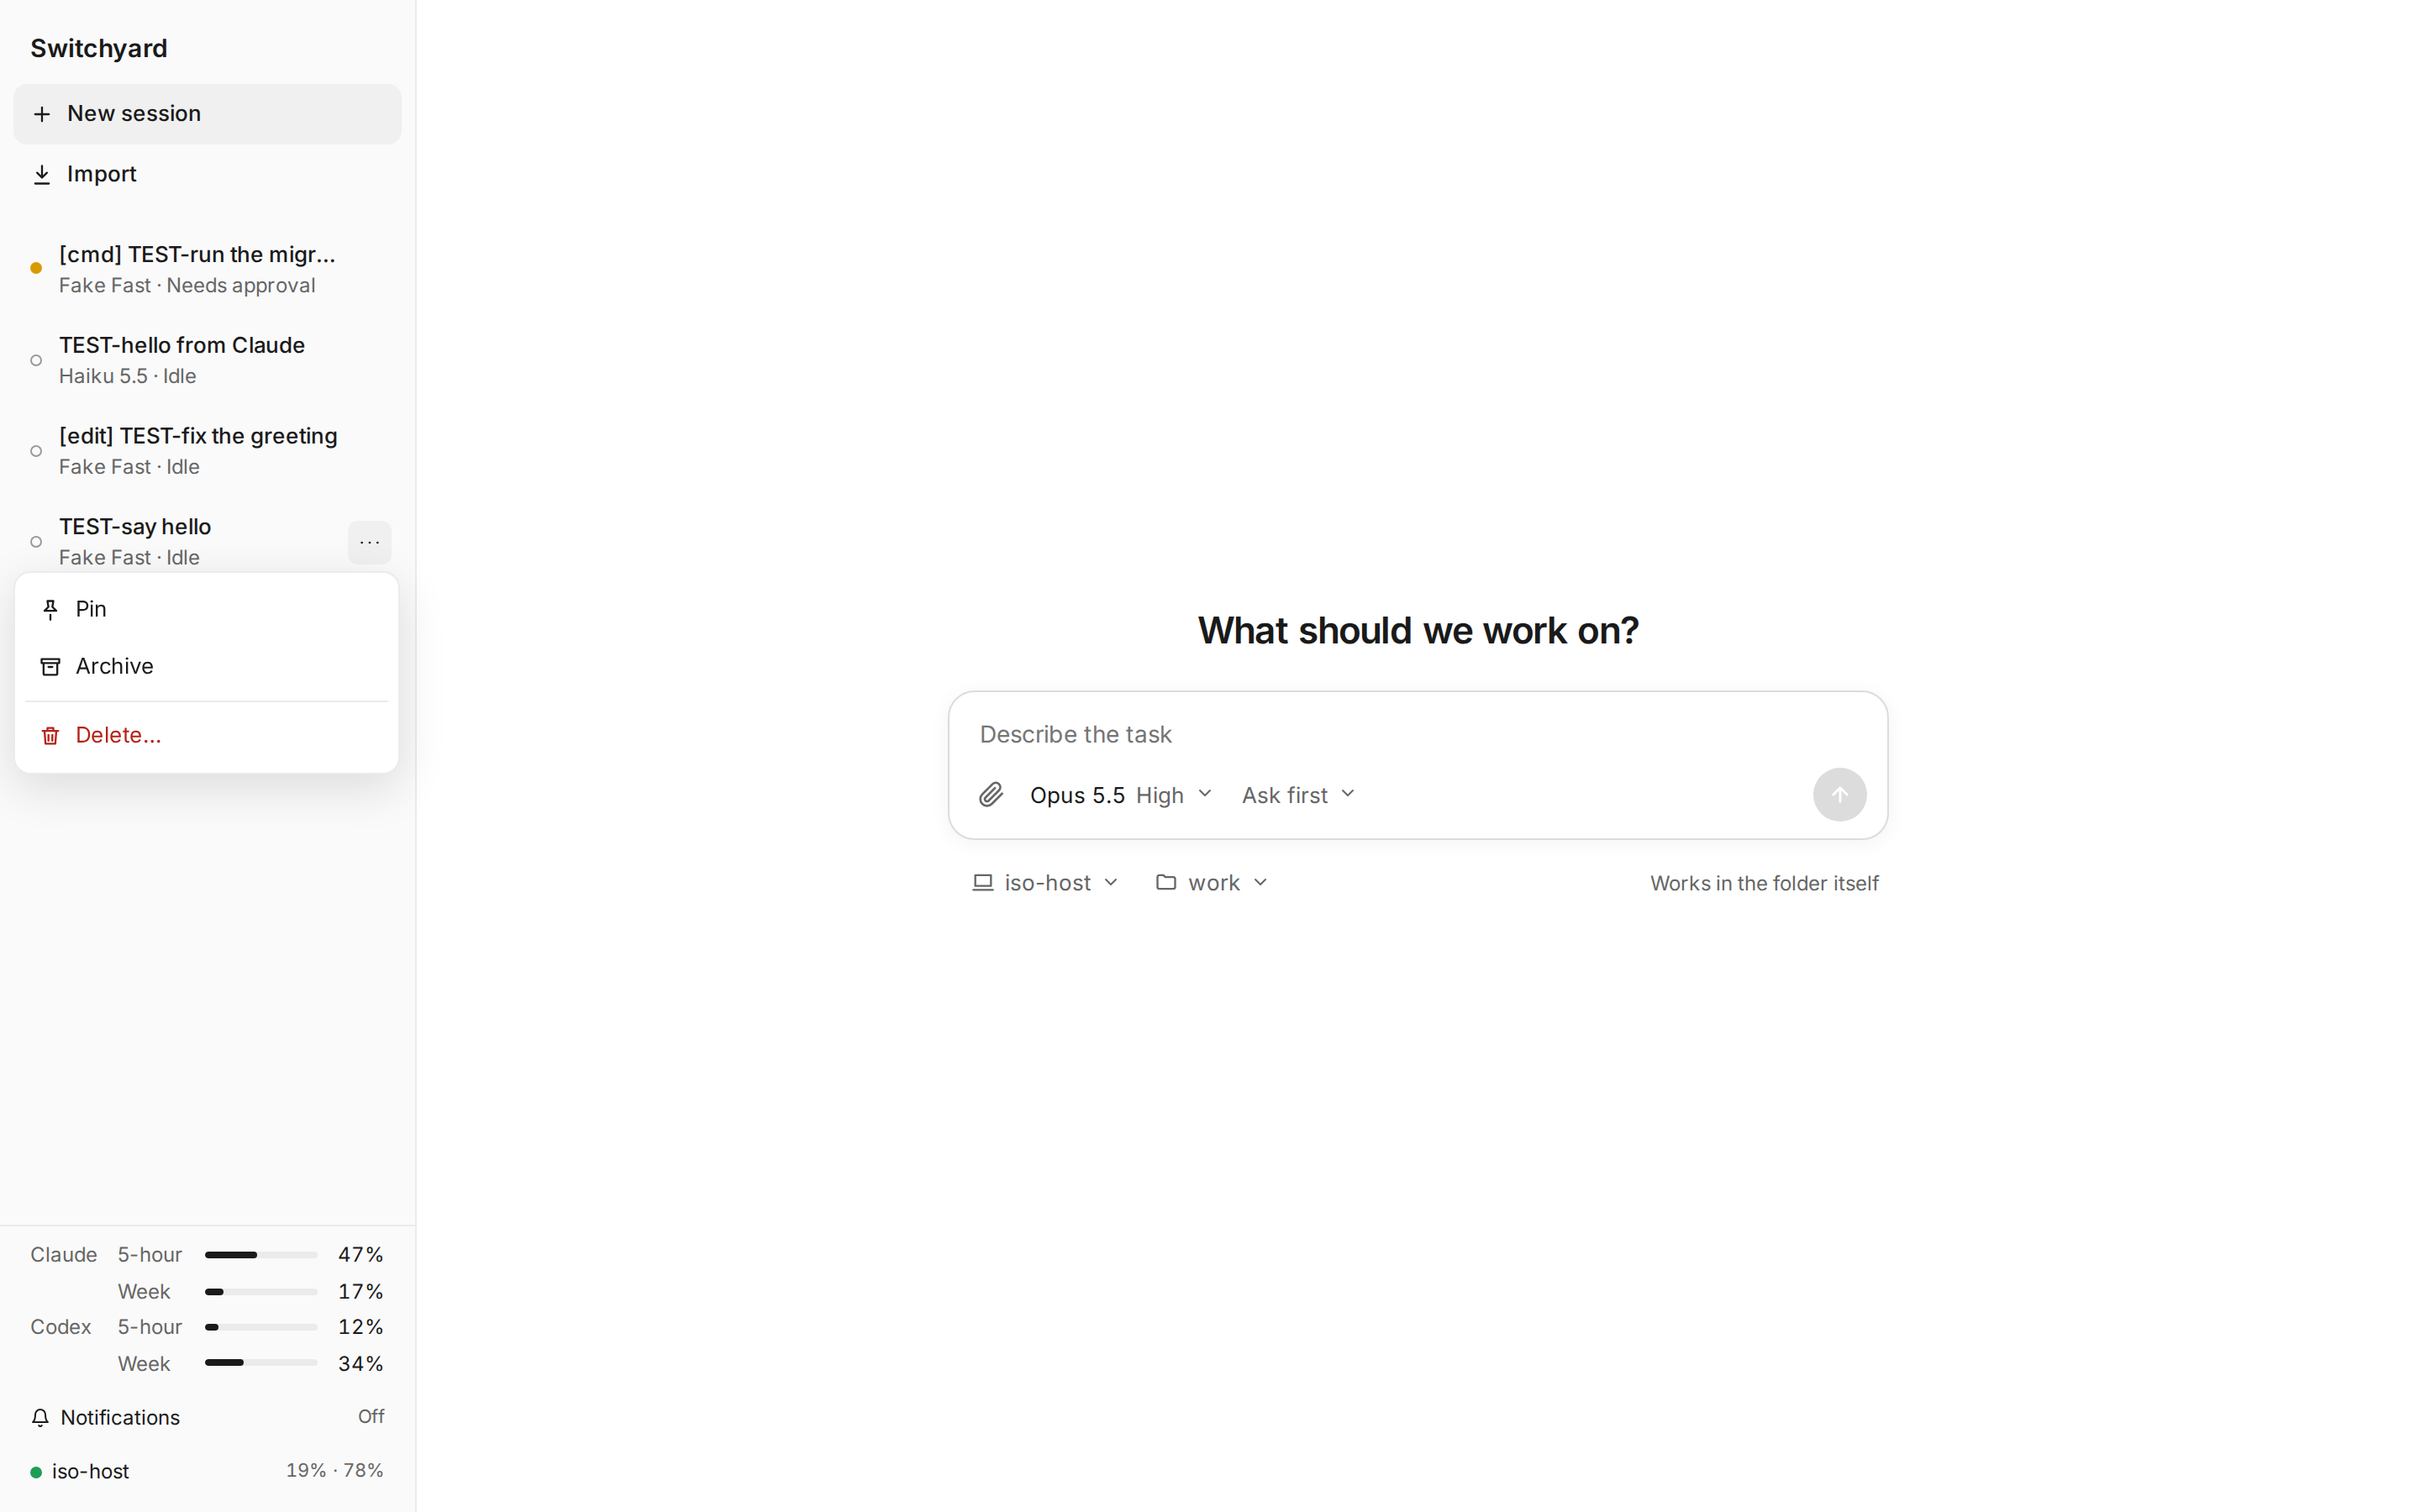 Switchyard
New session
Import
[cmd] TEST-run the migr...
Fake Fast · Needs approval
TEST-hello from Claude
Haiku 5.5 · Idle
[edit] TEST-fix the greeting
Fake Fast · Idle
TEST-say hello
Fake Fast · Idle
Pin
Archive
Delete...
What should we work on?
Describe the task
Opus 5.5 High Ask first
iso-host work Works in the folder itself
Claude 5-hour 47%
Week 17%
Codex 5-hour 12%
Week 34%
Notifications Off
iso-host 19% · 78%